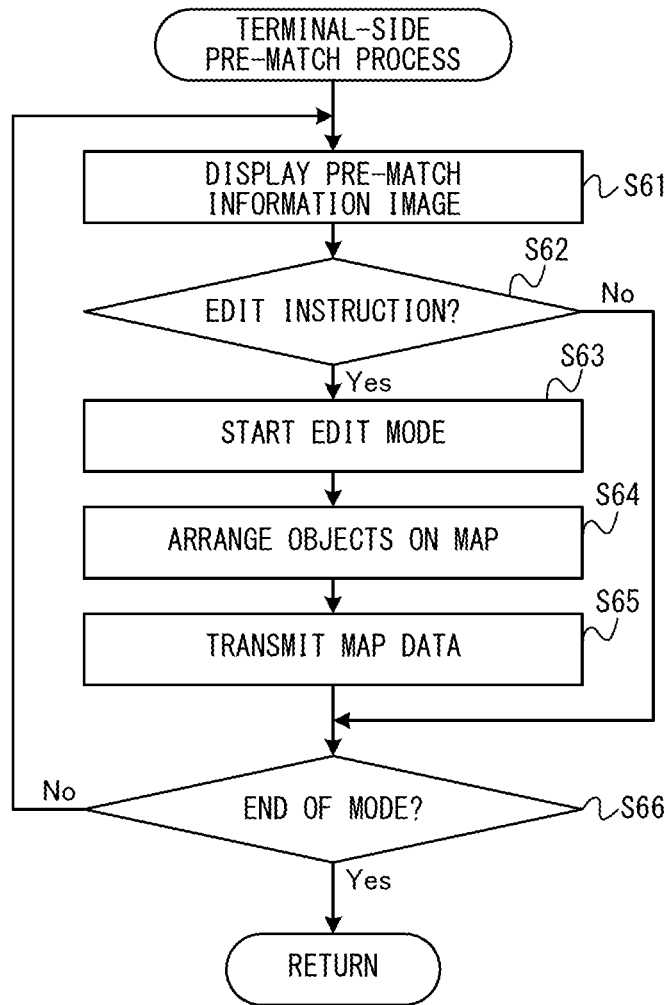 TERMINAL-SIDE
PRE-MATCH PROCESS
DISPLAY PRE-MATCH
INFORMATION IMAGE
S61
S62
EDIT INSTRUCTION?
No
Yes
S63
START EDIT MODE
S64
ARRANGE OBJECTS ON MAP
S65
TRANSMIT MAP DATA
No
END OF MODE?
S66
Yes
RETURN